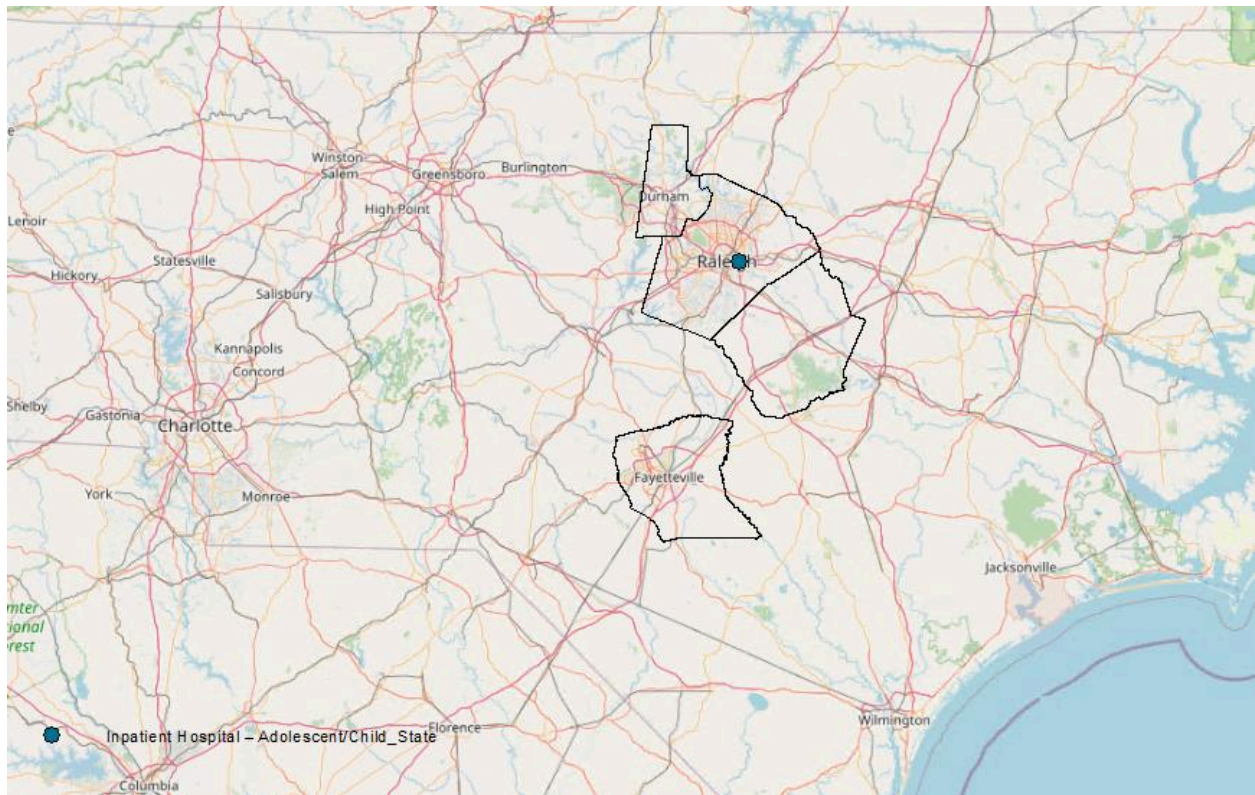 Winston-
Salem
Greensboro
Burlington
Durham
High Point
Lenoir
Statesville
Raleigh
Hickory
Salisbury
Kannapolis
Concord
Shelby
Gastonia
Charlotte
York
Monroe
Fayetteville
Jacksonville
Wilmington
Florence
Inpatient Hospital – Adolescent/Child_State
Columbia